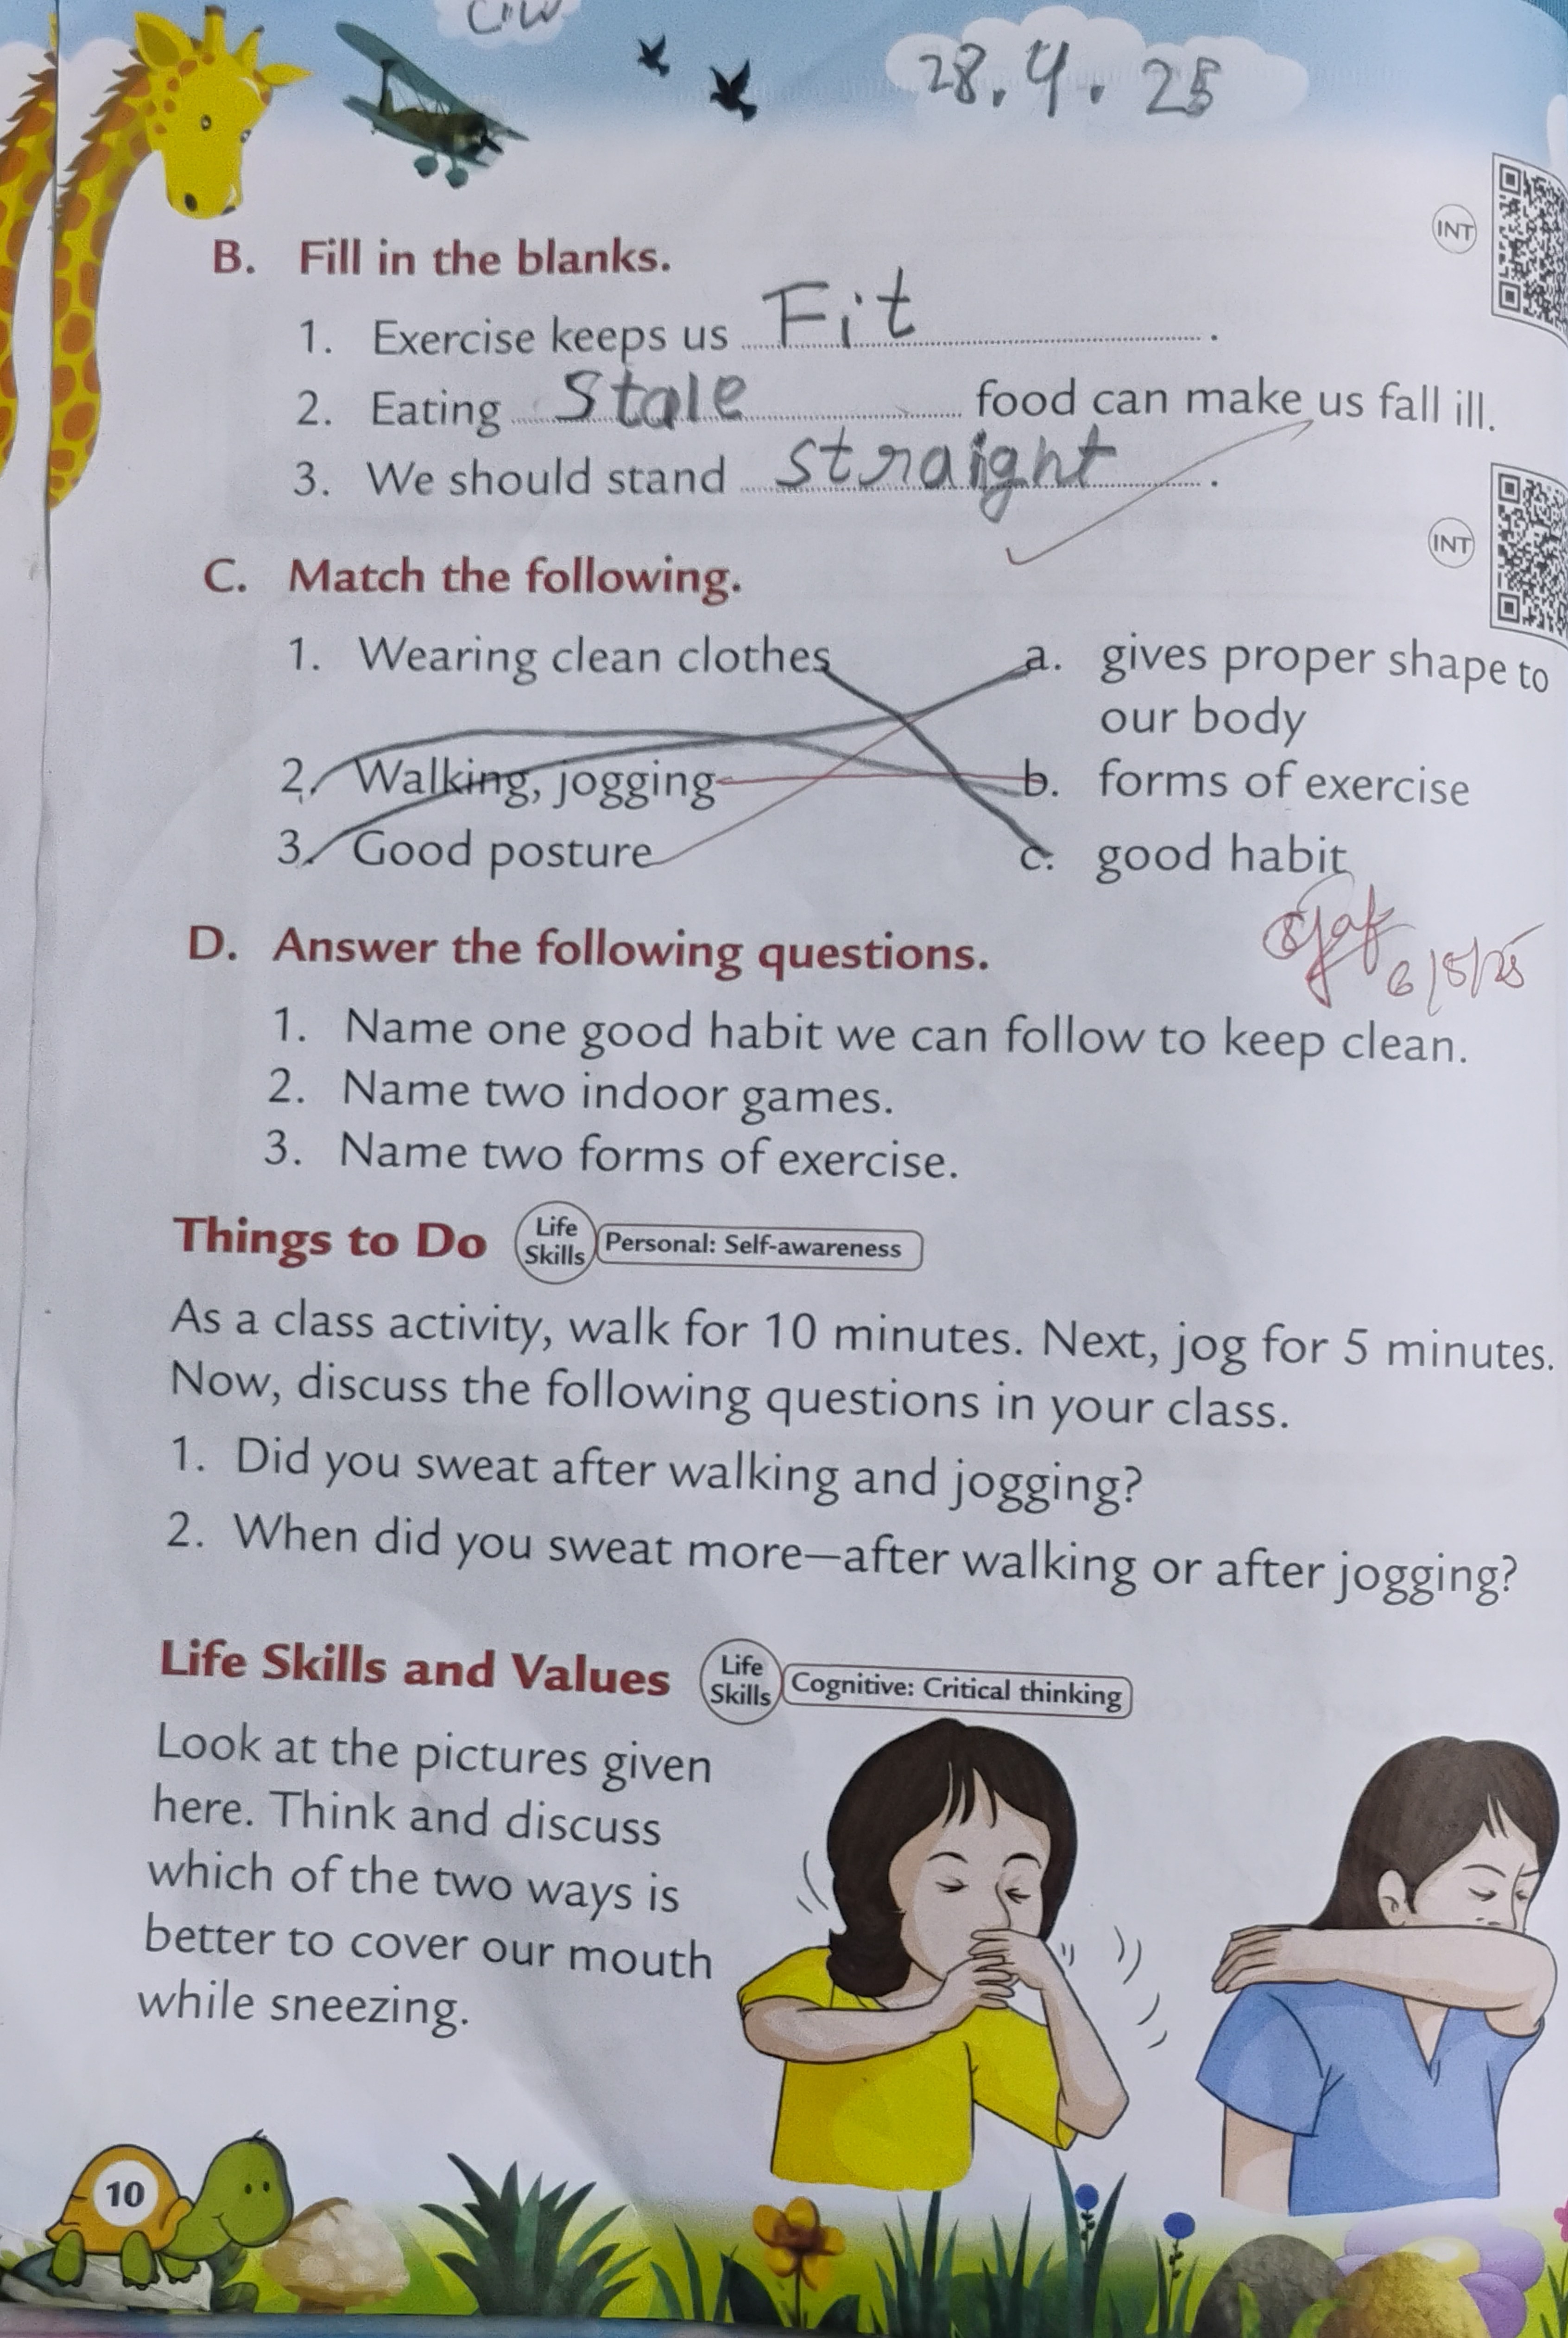 C.W
28.4.25
INT
B. Fill in the blanks.
1. Exercise keeps us Fit .
2. Eating Stale food can make us fall ill.
3. We should stand straight .
INT
C. Match the following.
1. Wearing clean clothes a. gives proper shape to
our body
2. Walking, jogging b. forms of exercise
3. Good posture c. good habit
6/5/25
D. Answer the following questions.
1. Name one good habit we can follow to keep clean.
2. Name two indoor games.
3. Name two forms of exercise.
Things to Do Life Skills Personal: Self-awareness
As a class activity, walk for 10 minutes. Next, jog for 5 minutes.
Now, discuss the following questions in your class.
1. Did you sweat after walking and jogging?
2. When did you sweat more—after walking or after jogging?
Life Skills and Values Life Skills Cognitive: Critical thinking
Look at the pictures given
here. Think and discuss
which of the two ways is
better to cover our mouth
while sneezing.
10